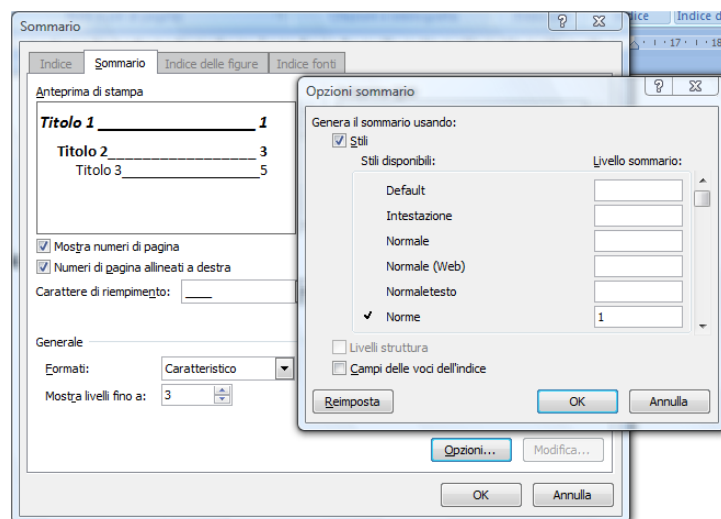 Sommario
Indice Sommario Indice delle figure Indice fonti
Anteprima di stampa
Titolo 1 1
Titolo 2 3
Titolo 3 5
Mostra numeri di pagina
Numeri di pagina allineati a destra
Carattere di riempimento: ____
Generale
Formati: Caratteristico
Mostra livelli fino a: 3
Opzioni... Modifica...
OK Annulla
Indice d
17 18
Opzioni sommario
Genera il sommario usando:
Stili
Stili disponibili: Livello sommario:
Default
Intestazione
Normale
Normale (Web)
Normaletesto
Norme 1
Livelli struttura
Campi delle voci dell'indice
Reimposta OK Annulla